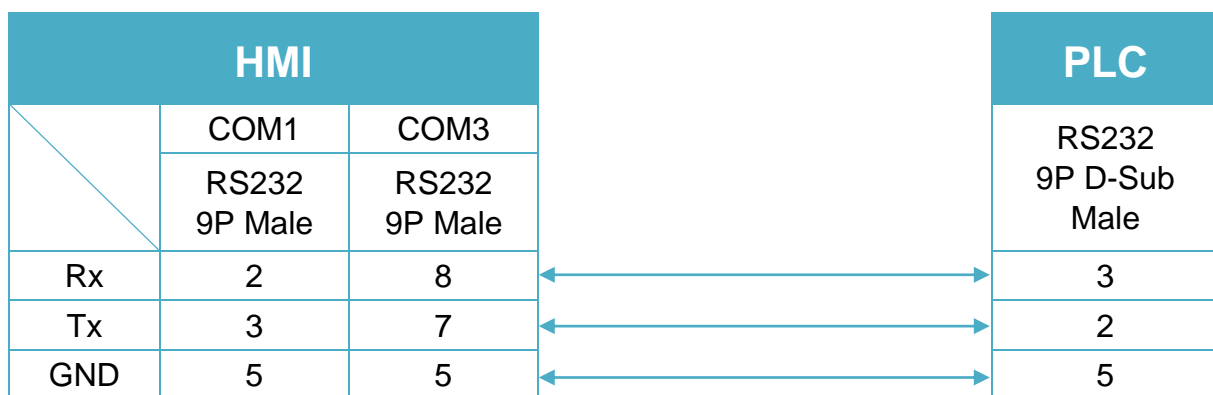 HMI PLC
COM1 COM3
RS232
9P Male
RS232
9P Male
RS232
9P D-Sub
Male
Rx 2 8 3
Tx 3 7 2
GND 5 5 5